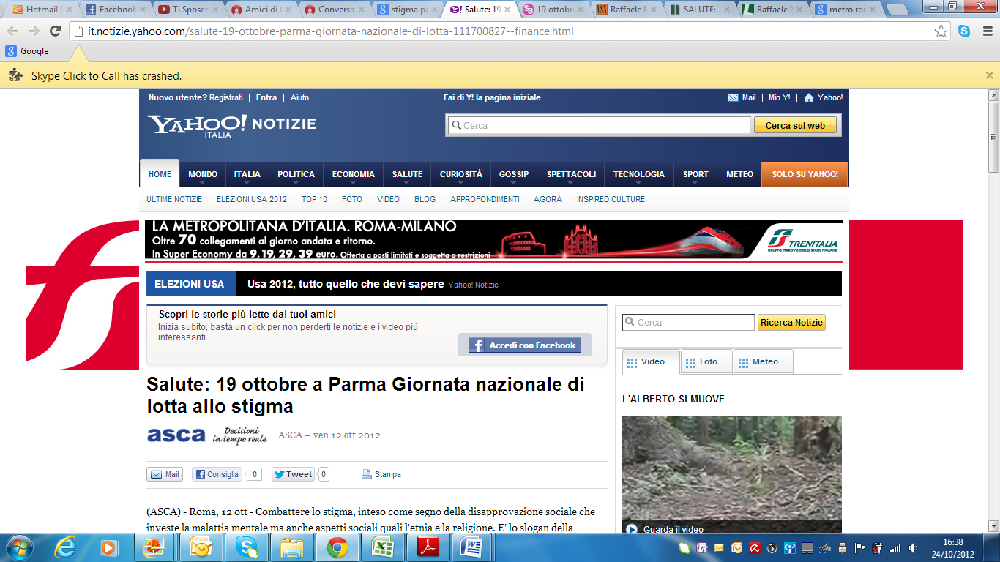 Hotmail (
Facebook
Ti Sposer
Amici di
Conversa
stigma pa
Salute: 19
19 ottobre
Raffaele M
SALUTE: 1
Raffaele M
metro ror
it.notizie.yahoo.com/salute-19-ottobre-parma-giornata-nazionale-di-lotta-111700827--finance.html
Google
Skype Click to Call has crashed.
Nuovo utente? Registrati | Entra | Aiuto
Fai di Y! la pagina iniziale
Mail | Mio Y! | Yahoo!
YAHOO! NOTIZIE
ITALIA
Cerca
Cerca sul web
HOME MONDO ITALIA POLITICA ECONOMIA SALUTE CURIOSITÀ GOSSIP SPETTACOLI TECNOLOGIA SPORT METEO SOLO SU YAHOO!
ULTIME NOTIZIE ELEZIONI USA 2012 TOP 10 FOTO VIDEO BLOG APPROFONDIMENTI AGORÀ INSPIRED CULTURE
LA METROPOLITANA D'ITALIA. ROMA-MILANO
Oltre 70 collegamenti al giorno andata e ritorno.
In Super Economy da 9,19,29, 39 euro. Offerta a posti limitati e soggetta a restrizioni
TRENITALIA
GRUPPO FERROVIE DELLO STATO ITALIANE
ELEZIONI USA
Usa 2012, tutto quello che devi sapere Yahoo! Notizie
Scopri le storie più lette dai tuoi amici
Inizia subito, basta un click per non perderti le notizie e i video più
interessanti.
Accedi con Facebook
Cerca
Ricerca Notizie
Video
Foto
Meteo
Salute: 19 ottobre a Parma Giornata nazionale di
lotta allo stigma
asca Decisioni
in tempo reale
ASCA – ven 12 ott 2012
L'ALBERTO SI MUOVE
Guarda il video
Mail
Consiglia
0
Tweet
0
Stampa
(ASCA) - Roma, 12 ott - Combattere lo stigma, inteso come segno della disapprovazione sociale che
investe la malattia mentale ma anche aspetti sociali quali l'etnia e la religione. E' lo slogan della
16:38
24/10/2012